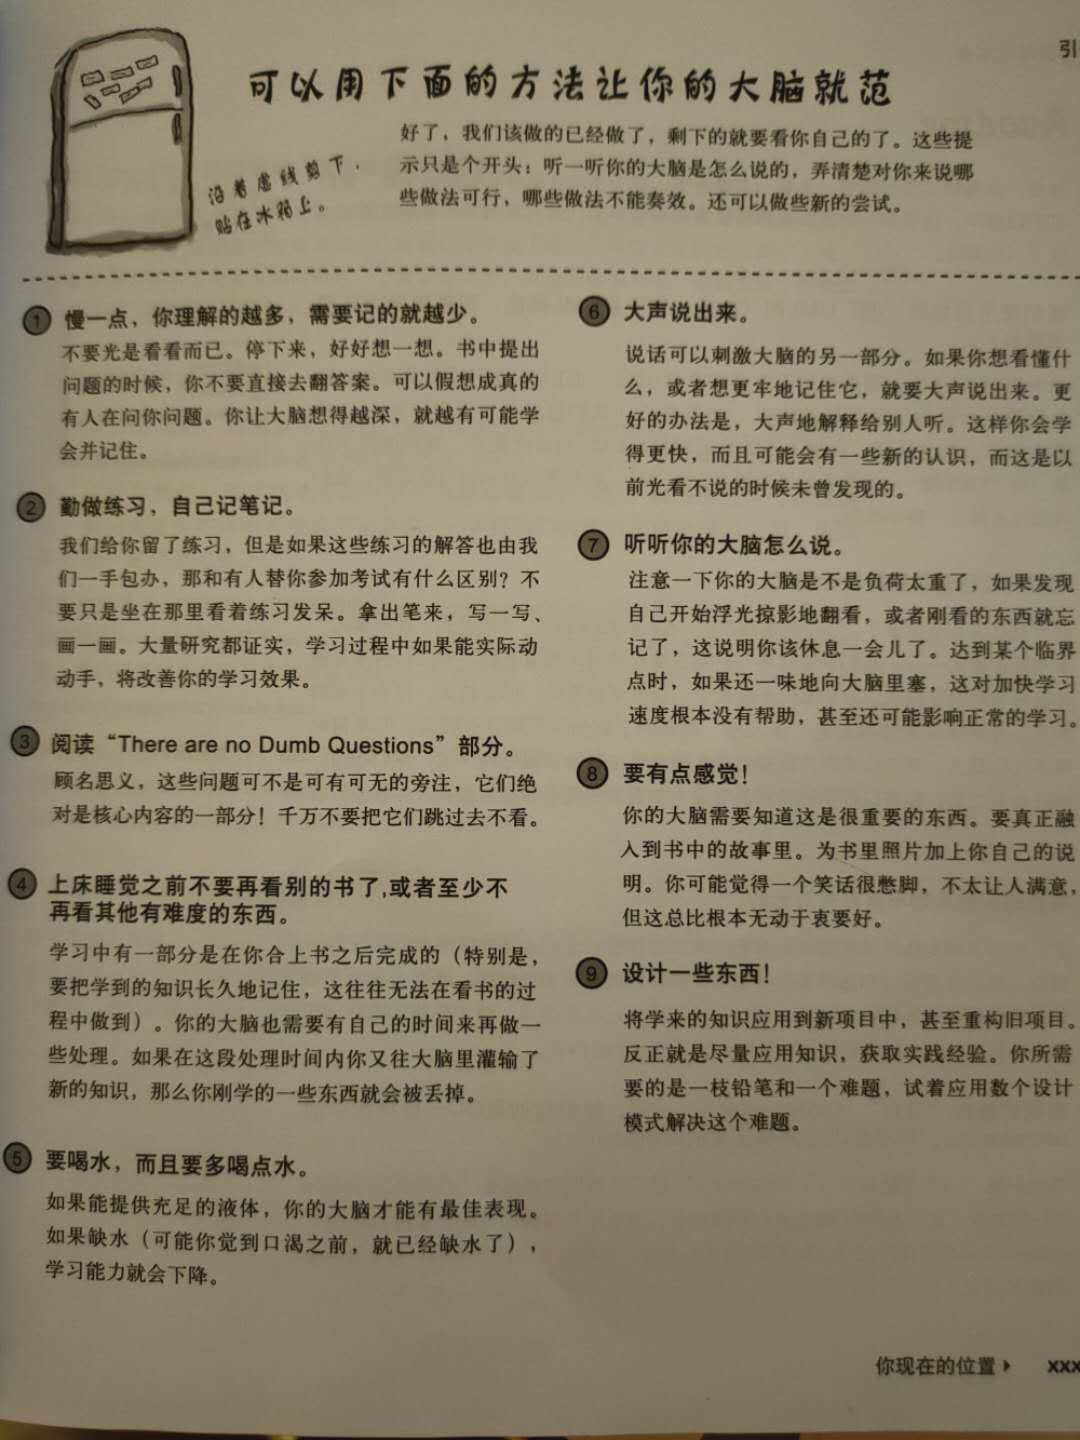 引
可以用下面的方法让你的大脑就范
好了，我们该做的已经做了，剩下的就要看你自己的了。这些提
示只是个开头；听一听你的大脑是怎么说的，弄清楚对你来说哪
些做法可行，哪些做法不能奏效。还可以做些新的尝试。
沿着虚线剪下，
贴在冰箱上。
1 慢一点，你理解的越多，需要记的就越少。
不要光是看看而已。停下来，好好想一想。书中提出
问题的时候，你不要直接去翻答案。可以假想成真的
有人在问你问题。你让大脑想得越深，就越有可能学
会并记住。
2 勤做练习，自己记笔记。
我们给你留了练习，但是如果这些练习的解答也由我
们一手包办，那和有人替你参加考试有什么区别？不
要只是坐在那里看着练习发呆。拿出笔来，写一写、
画一画。大量研究都证实，学习过程中如果能实际动
动手，将改善你的学习效果。
3 阅读“There are no Dumb Questions”部分。
顾名思义，这些问题可不是可有可无的旁注，它们绝
对是核心内容的一部分！千万不要把它们跳过去不看。
4 上床睡觉之前不要再看别的书了,或者至少不
再看其他有难度的东西。
学习中有一部分是在你合上书之后完成的（特别是，
要把学到的知识长久地记住，这往往无法在看书的过
程中做到）。你的大脑也需要有自己的时间来再做一
些处理。如果在这段处理时间内你又往大脑里灌输了
新的知识，那么你刚学的一些东西就会被丢掉。
5 要喝水，而且要多喝点水。
如果能提供充足的液体，你的大脑才能有最佳表现。
如果缺水（可能你觉到口渴之前，就已经缺水了），
学习能力就会下降。
6 大声说出来。
说话可以刺激大脑的另一部分。如果你想看懂什
么，或者想更牢地记住它，就要大声说出来。更
好的办法是，大声地解释给别人听。这样你会学
得更快，而且可能会有一些新的认识，而这是以
前光看不说的时候未曾发现的。
7 听听你的大脑怎么说。
注意一下你的大脑是不是负荷太重了，如果发现
自己开始浮光掠影地翻看，或者刚看的东西就忘
记了，这说明你该休息一会儿了。达到某个临界
点时，如果还一味地向大脑里塞，这对加快学习
速度根本没有帮助，甚至还可能影响正常的学习。
8 要有点感觉！
你的大脑需要知道这是很重要的东西。要真正融
入到书中的故事里。为书里照片加上你自己的说
明。你可能觉得一个笑话很憋脚，不太让人满意，
但这总比根本无动于衷要好。
9 设计一些东西！
将学来的知识应用到新项目中，甚至重构旧项目。
反正就是尽量应用知识，获取实践经验。你所需
要的是一枝铅笔和一个难题，试着应用数个设计
模式解决这个难题。
你现在的位置 xxx